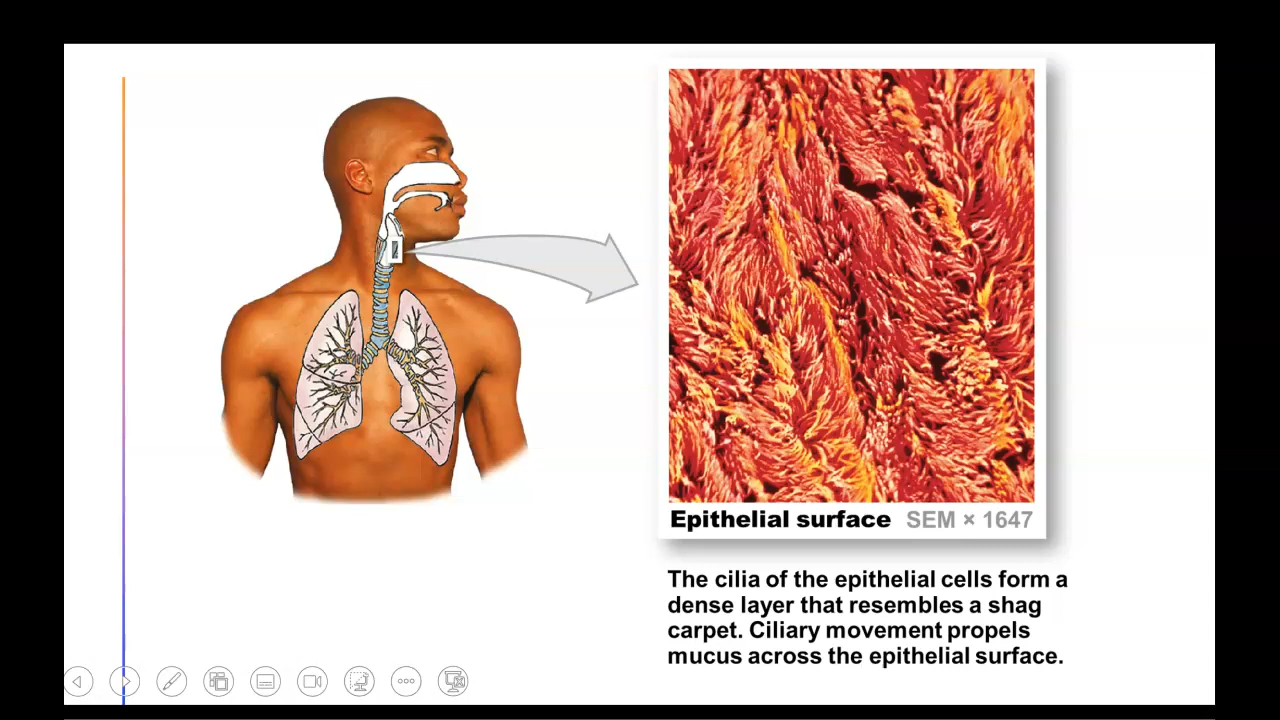 Epithelial surface SEM × 1647
The cilia of the epithelial cells form a
dense layer that resembles a shag
carpet. Ciliary movement propels
mucus across the epithelial surface.